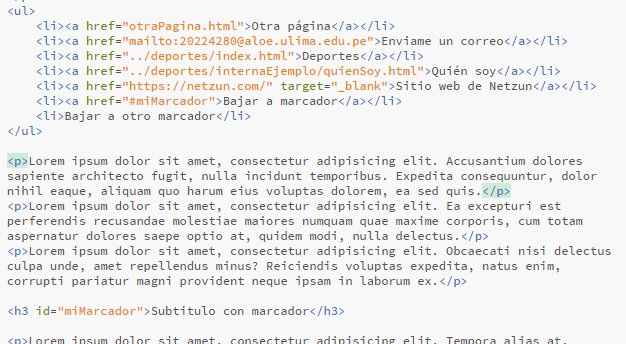 <ul>
<li><a href="otraPagina.html">Otra página</a></li>
<li><a href="mailto:20224280@aloe.ulima.edu.pe">Enviame un correo</a></li>
<li><a href="../deportes/index.html">Deportes</a></li>
<li><a href="../deportes/internaEjemplo/quienSoy.html">Quién soy</a></li>
<li><a href="https://netzun.com/" target="_blank">Sitio web de Netzun</a></li>
<li><a href="#miMarcador">Bajar a marcador</a></li>
<li>Bajar a otro marcador</li>
</ul>
<p>Lorem ipsum dolor sit amet, consectetur adipisicing elit. Accusantium dolores
sapiente architecto fugit, nulla incidunt temporibus. Expedita consequuntur, dolor
nihil eaque, aliquam quo harum eius voluptas dolorem, ea sed quis.</p>
<p>Lorem ipsum dolor sit amet, consectetur adipisicing elit. Ea excepturi est
perferendis recusandae molestiae maiores numquam quae maxime corporis, cum totam
aspernatur dolores saepe optio at, quidem modi, nulla delectus.</p>
<p>Lorem ipsum dolor sit amet, consectetur adipisicing elit. Obcaecati nisi delectus
culpa unde, amet repellendus minus? Reiciendis voluptas expedita, natus enim,
corrupti pariatur magni provident neque ipsam in laborum ex.</p>
<h3 id="miMarcador">Subtitulo con marcador</h3>
<p>Lorem ipsum dolor sit amet, consectetur adipisicing elit. Tempora alias at,